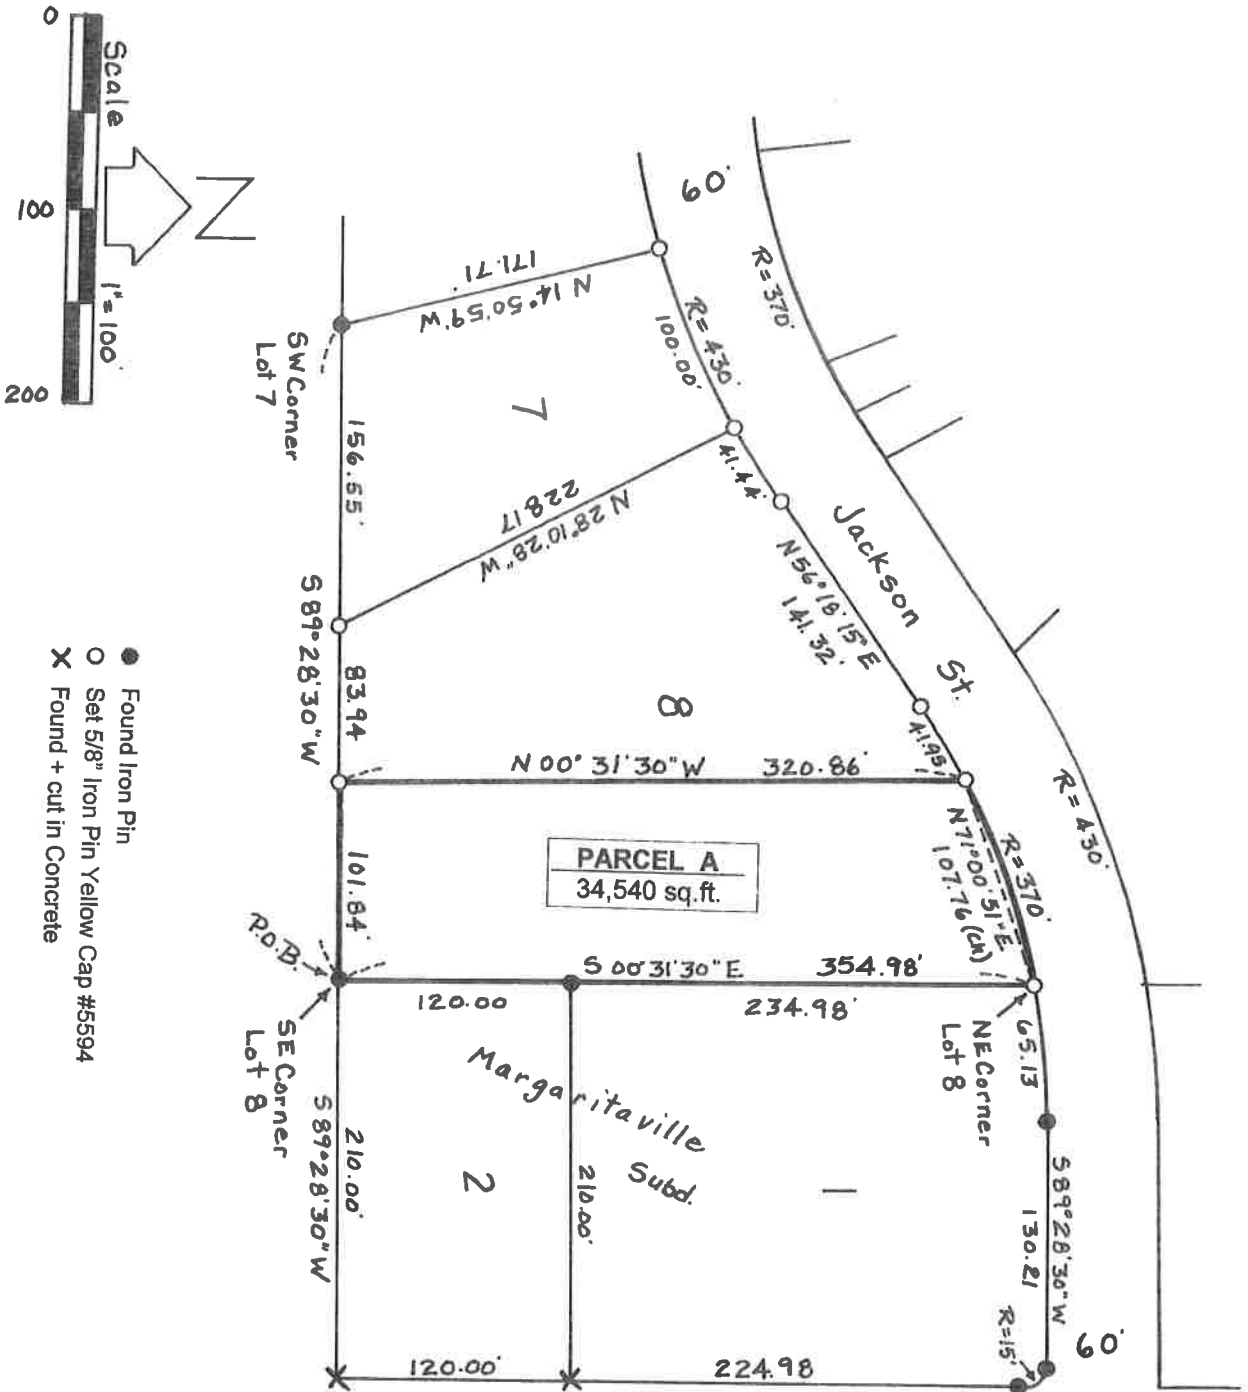 0
100
200
Scale
1"= 100'
N
60'
R= 370'
171.71'
N 14° 50' 59" W
R= 430'
100.00'
SW Corner
Lot 7
7
156.55'
228.17
N 28° 10' 28" W
41.44'
Jackson St.
N 56° 18' 15" E
141.32'
S 89° 28' 30" W
83.94
8
41.95'
N 00° 31' 30" W 320.86'
R= 430'
PARCEL A
34,540 sq.ft.
101.84'
R= 370'
N 71° 00' 51" E
107.76 (ch)
P.O.B.
S 00° 31' 30" E 354.98'
120.00
234.98'
SE Corner
Lot 8
NE Corner
Lot 8
65.13
Margaritaville
Subd.
2
1
210.00'
S 89° 28' 30" W
210.00'
S 89° 28' 30" W
130.21
60'
R= 15'
120.00'
224.98
Found Iron Pin
Set 5/8" Iron Pin Yellow Cap #5594
X Found + cut in Concrete